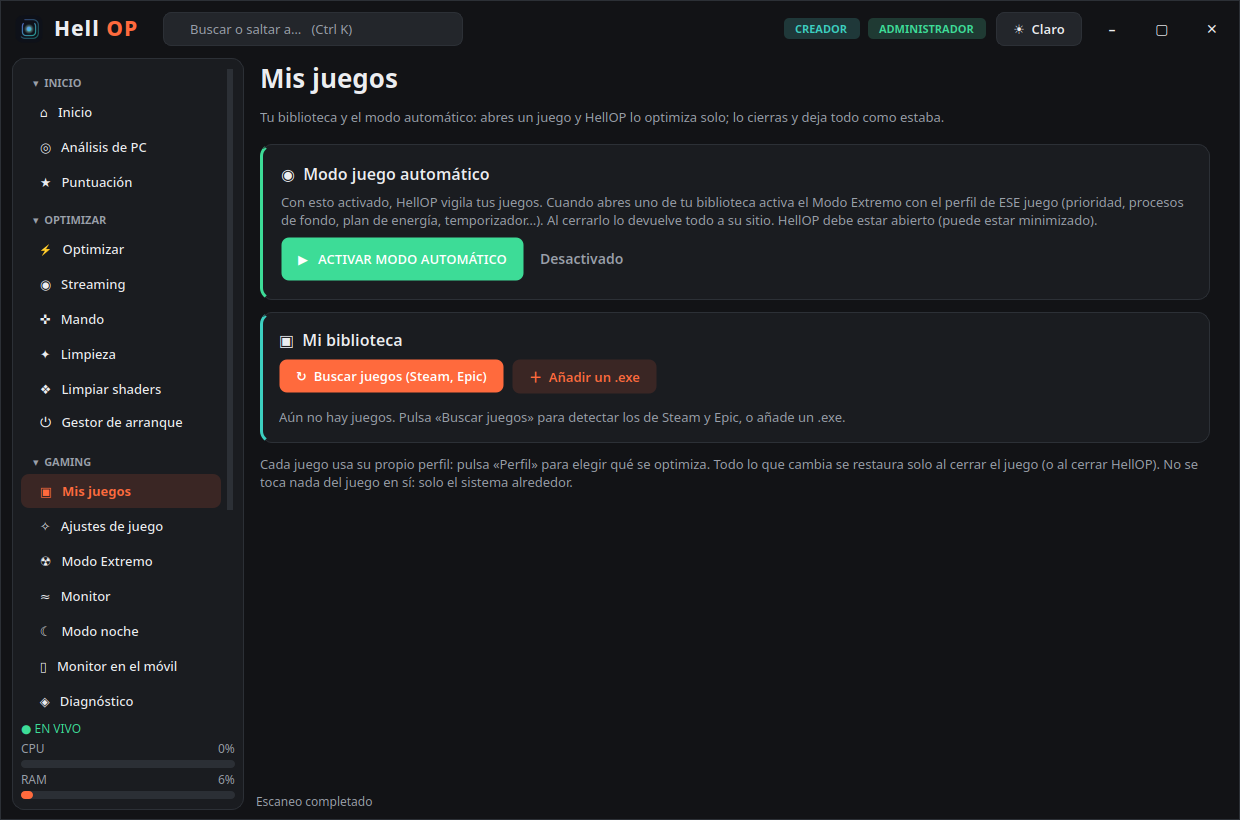 Hell OP
Buscar o saltar a... (Ctrl K)
CREADOR
ADMINISTRADOR
☀ Claro
▾ INICIO
Inicio
Análisis de PC
Puntuación
▾ OPTIMIZAR
Optimizar
Streaming
Mando
Limpieza
Limpiar shaders
Gestor de arranque
▾ GAMING
Mis juegos
Ajustes de juego
Modo Extremo
Monitor
Modo noche
Monitor en el móvil
Diagnóstico
EN VIVO
CPU 0%
RAM 6%
Mis juegos
Tu biblioteca y el modo automático: abres un juego y HellOP lo optimiza solo; lo cierras y deja todo como estaba.
Modo juego automático
Con esto activado, HellOP vigila tus juegos. Cuando abres uno de tu biblioteca activa el Modo Extremo con el perfil de ESE juego (prioridad, procesos
de fondo, plan de energía, temporizador...). Al cerrarlo lo devuelve todo a su sitio. HellOP debe estar abierto (puede estar minimizado).
▶ ACTIVAR MODO AUTOMÁTICO
Desactivado
Mi biblioteca
↻ Buscar juegos (Steam, Epic)
+ Añadir un .exe
Aún no hay juegos. Pulsa «Buscar juegos» para detectar los de Steam y Epic, o añade un .exe.
Cada juego usa su propio perfil: pulsa «Perfil» para elegir qué se optimiza. Todo lo que cambia se restaura solo al cerrar el juego (o al cerrar HellOP). No se
toca nada del juego en sí: solo el sistema alrededor.
Escaneo completado